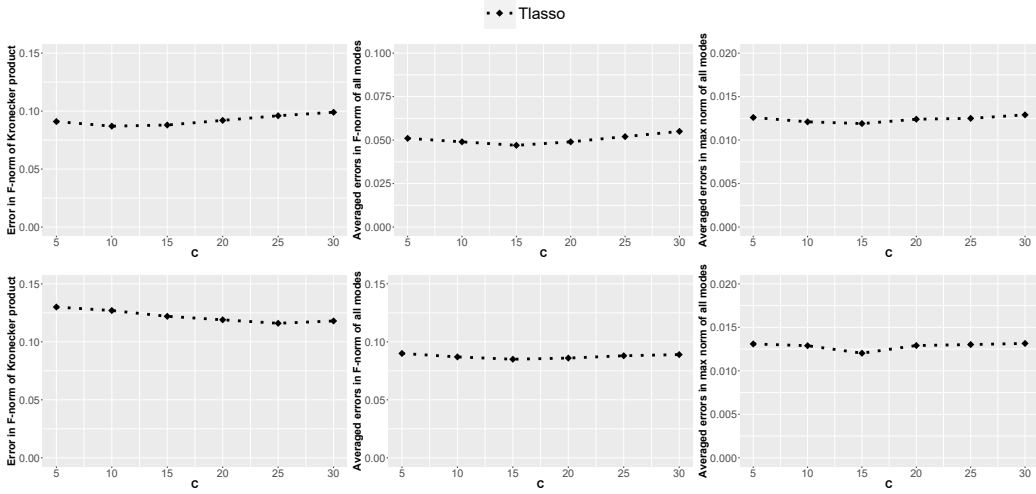 Tlasso
Error in F-norm of Kronecker product
0.15
0.10
0.05
0.00
5 10 15 20 25 30
C
Averaged errors in F-norm of all modes
0.100
0.075
0.050
0.025
0.000
5 10 15 20 25 30
C
Averaged errors in max norm of all modes
0.020
0.015
0.010
0.005
0.000
5 10 15 20 25 30
C
Error in F-norm of Kronecker product
0.15
0.10
0.05
0.00
5 10 15 20 25 30
C
Averaged errors in F-norm of all modes
0.15
0.10
0.05
0.00
5 10 15 20 25 30
C
Averaged errors in max norm of all modes
0.020
0.015
0.010
0.005
0.000
5 10 15 20 25 30
C